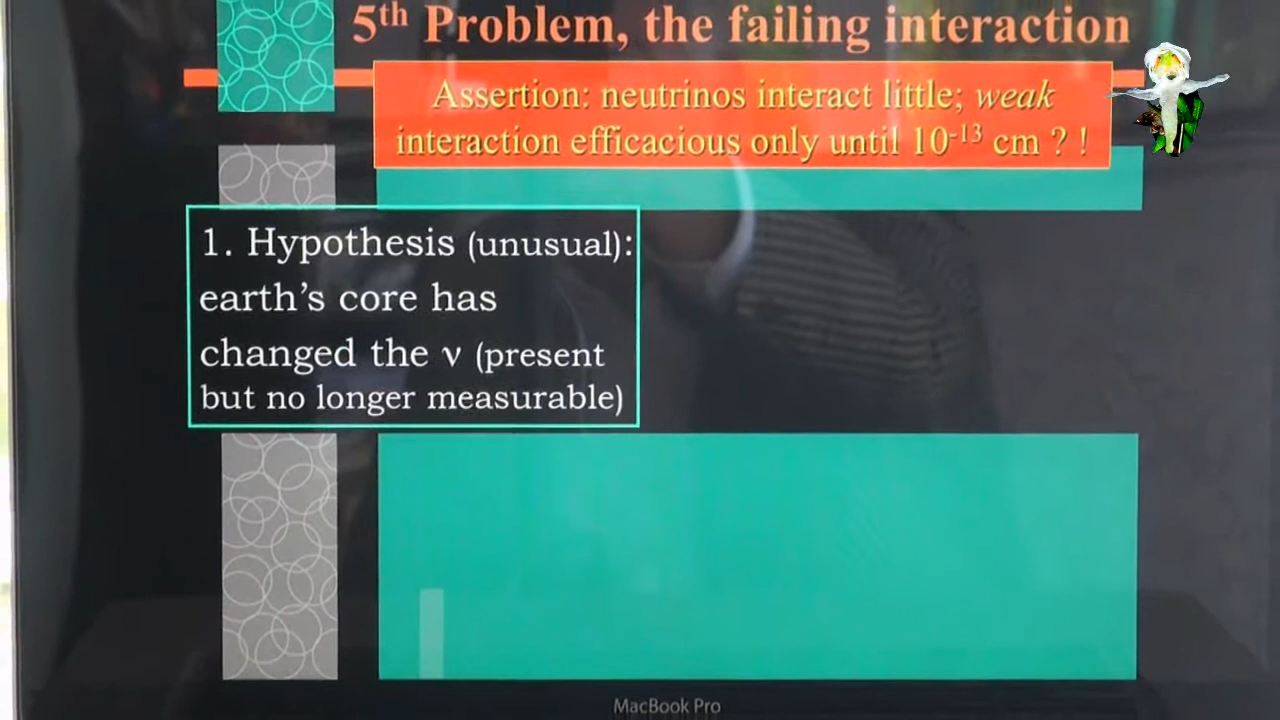 5th Problem, the failing interaction
Assertion: neutrinos interact little; weak
interaction efficacious only until 10⁻¹³ cm ? !
1. Hypothesis (unusual):
earth’s core has
changed the ν (present
but no longer measurable)
MacBook Pro